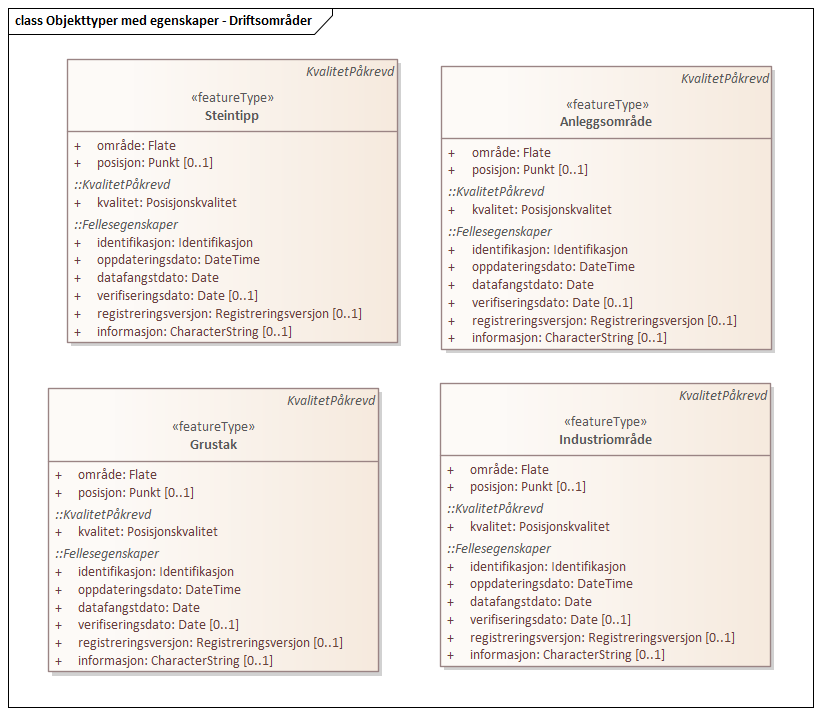 class Objekttyper med egenskaper - Driftsområder
KvalitetPåkrevd
«featureType»
Steintipp
+ område: Flate
+ posisjon: Punkt [0..1]
::KvalitetPåkrevd
+ kvalitet: Posisjonskvalitet
::Fellesegenskaper
+ identifikasjon: Identifikasjon
+ oppdateringsdato: DateTime
+ datafangstdato: Date
+ verifiseringsdato: Date [0..1]
+ registreringsversjon: Registreringsversjon [0..1]
+ informasjon: CharacterString [0..1]
KvalitetPåkrevd
«featureType»
Anleggsområde
+ område: Flate
+ posisjon: Punkt [0..1]
::KvalitetPåkrevd
+ kvalitet: Posisjonskvalitet
::Fellesegenskaper
+ identifikasjon: Identifikasjon
+ oppdateringsdato: DateTime
+ datafangstdato: Date
+ verifiseringsdato: Date [0..1]
+ registreringsversjon: Registreringsversjon [0..1]
+ informasjon: CharacterString [0..1]
KvalitetPåkrevd
«featureType»
Grustak
+ område: Flate
+ posisjon: Punkt [0..1]
::KvalitetPåkrevd
+ kvalitet: Posisjonskvalitet
::Fellesegenskaper
+ identifikasjon: Identifikasjon
+ oppdateringsdato: DateTime
+ datafangstdato: Date
+ verifiseringsdato: Date [0..1]
+ registreringsversjon: Registreringsversjon [0..1]
+ informasjon: CharacterString [0..1]
KvalitetPåkrevd
«featureType»
Industriområde
+ område: Flate
+ posisjon: Punkt [0..1]
::KvalitetPåkrevd
+ kvalitet: Posisjonskvalitet
::Fellesegenskaper
+ identifikasjon: Identifikasjon
+ oppdateringsdato: DateTime
+ datafangstdato: Date
+ verifiseringsdato: Date [0..1]
+ registreringsversjon: Registreringsversjon [0..1]
+ informasjon: CharacterString [0..1]